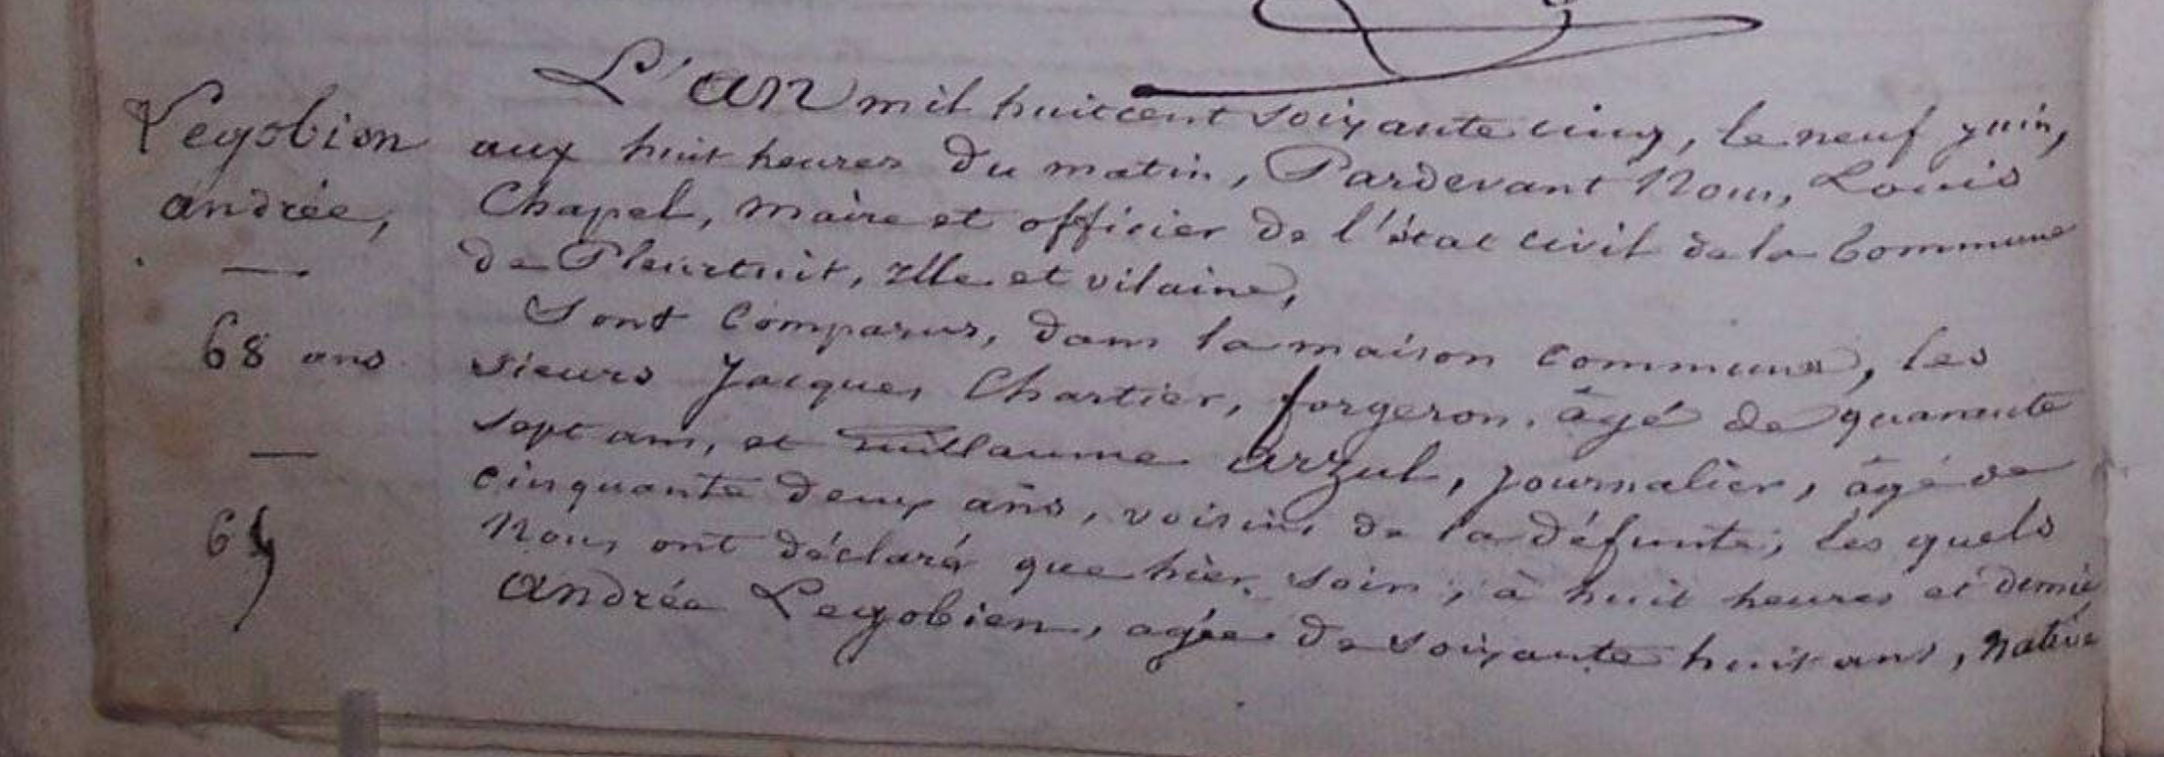 L'an mil huit cent soixante cinq, le neuf juin,
Legobien
aux huit heures du matin, Pardevant Nous, Louis
andrée,
Chapel, maire et officier de l'état civil de la Commune
de Pleurtuit, Ille et vilaine,
Sont Comparus, dans la maison commune, les
68 ans
sieurs Jacques Chartier, forgeron, âgé de quarante
sept ans, et Guillaume arzul, journalier, âgé de
cinquante deux ans, voisins de la défunte; les quels
Nous ont déclaré que hier soir, à huit heures et demie
andrée Legobien, agée de soixante huit ans, native